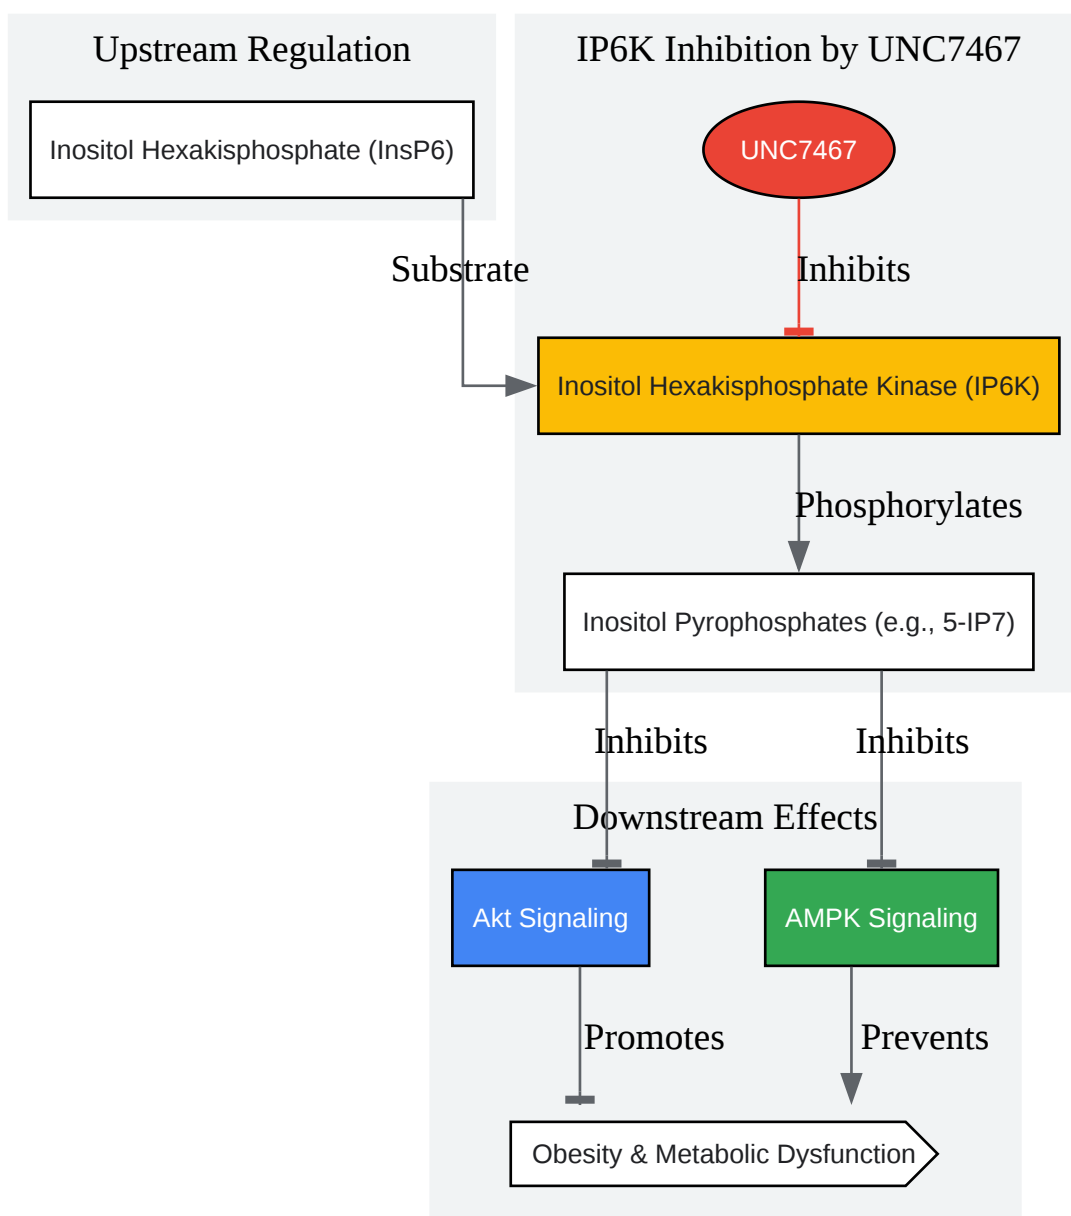 Upstream Regulation
IP6K Inhibition by UNC7467
Inositol Hexakisphosphate (InsP6)
UNC7467
Substrate
Inhibits
Inositol Hexakisphosphate Kinase (IP6K)
Phosphorylates
Inositol Pyrophosphates (e.g., 5-IP7)
Inhibits
Inhibits
Downstream Effects
Akt Signaling
AMPK Signaling
Promotes
Prevents
Obesity & Metabolic Dysfunction